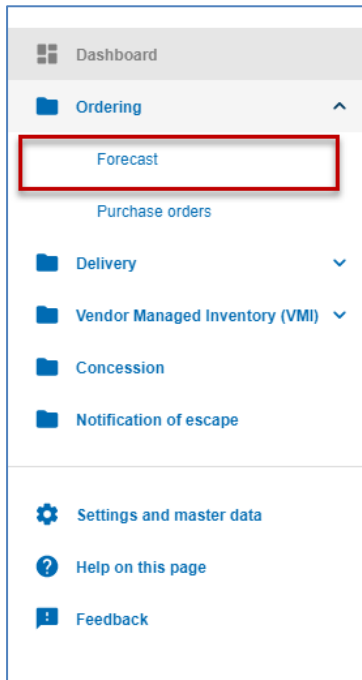 Dashboard
Ordering
Forecast
Purchase orders
Delivery
Vendor Managed Inventory (VMI)
Concession
Notification of escape
Settings and master data
Help on this page
Feedback